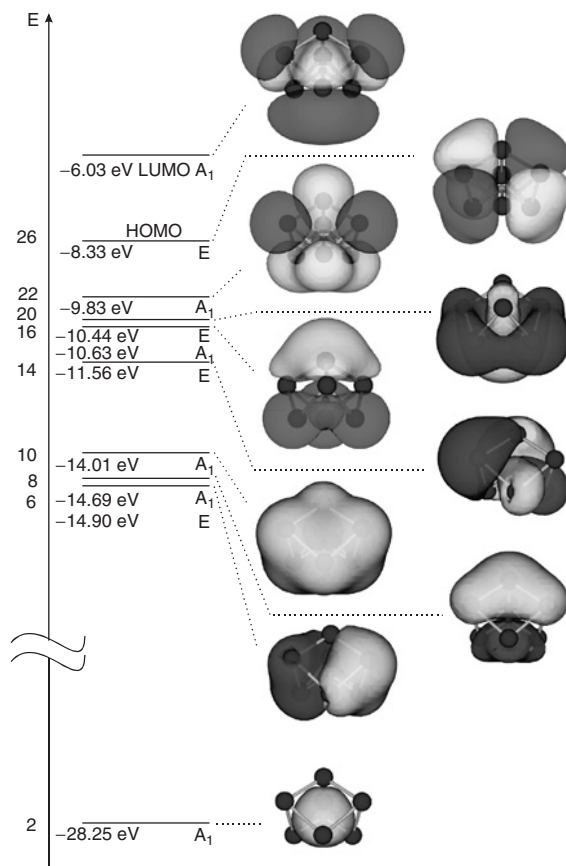 E
−6.03 eV LUMO A1
HOMO
26
−8.33 eV E
22
−9.83 eV A1
20
16
−10.44 eV E
−10.63 eV A1
14
−11.56 eV E
10
−14.01 eV A1
8
6
−14.69 eV A1
−14.90 eV E
2
−28.25 eV A1